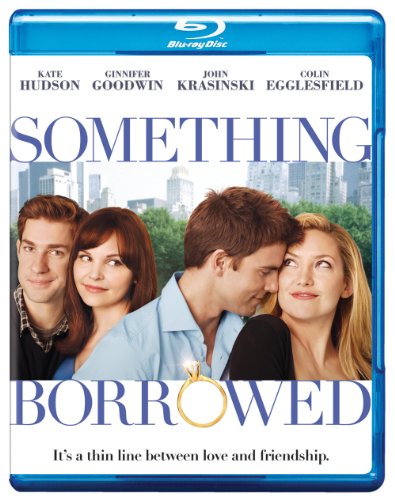 Blu-ray Disc
KATE HUDSON
GINNIFER GOODWIN
JOHN KRASINSKI
COLIN EGGLESFIELD
SOMETHING
BORROWED
It's a thin line between love and friendship.